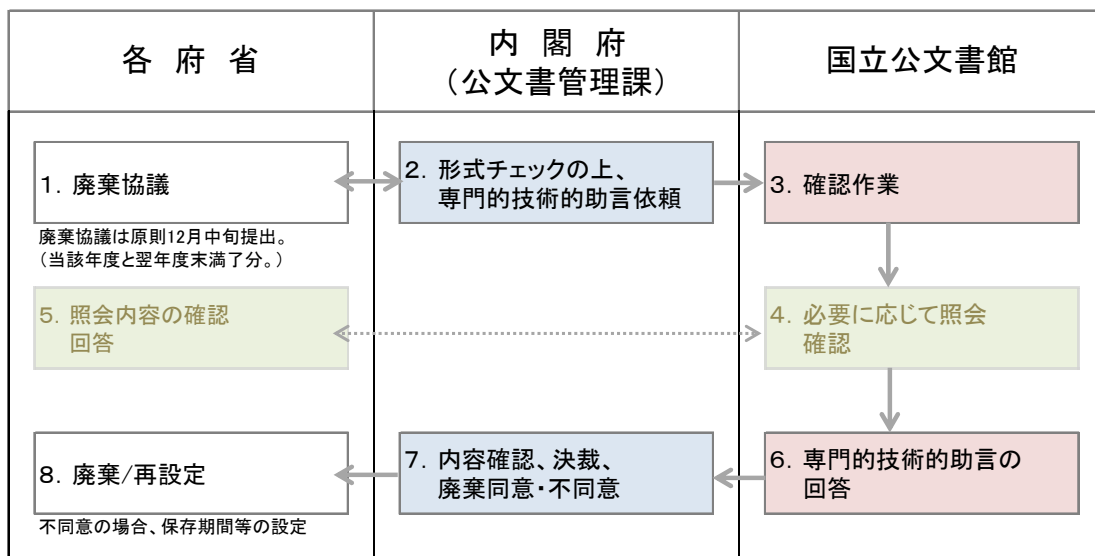 各 府 省
内 閣 府
（公文書管理課）
国立公文書館
1．廃棄協議
廃棄協議は原則12月中旬提出。
（当該年度と翌年度末満了分。）
2．形式チェックの上、
専門的技術的助言依頼
3．確認作業
5．照会内容の確認
回答
4．必要に応じて照会
確認
8．廃棄/再設定
不同意の場合、保存期間等の設定
7．内容確認、決裁、
廃棄同意・不同意
6．専門的技術的助言の
回答